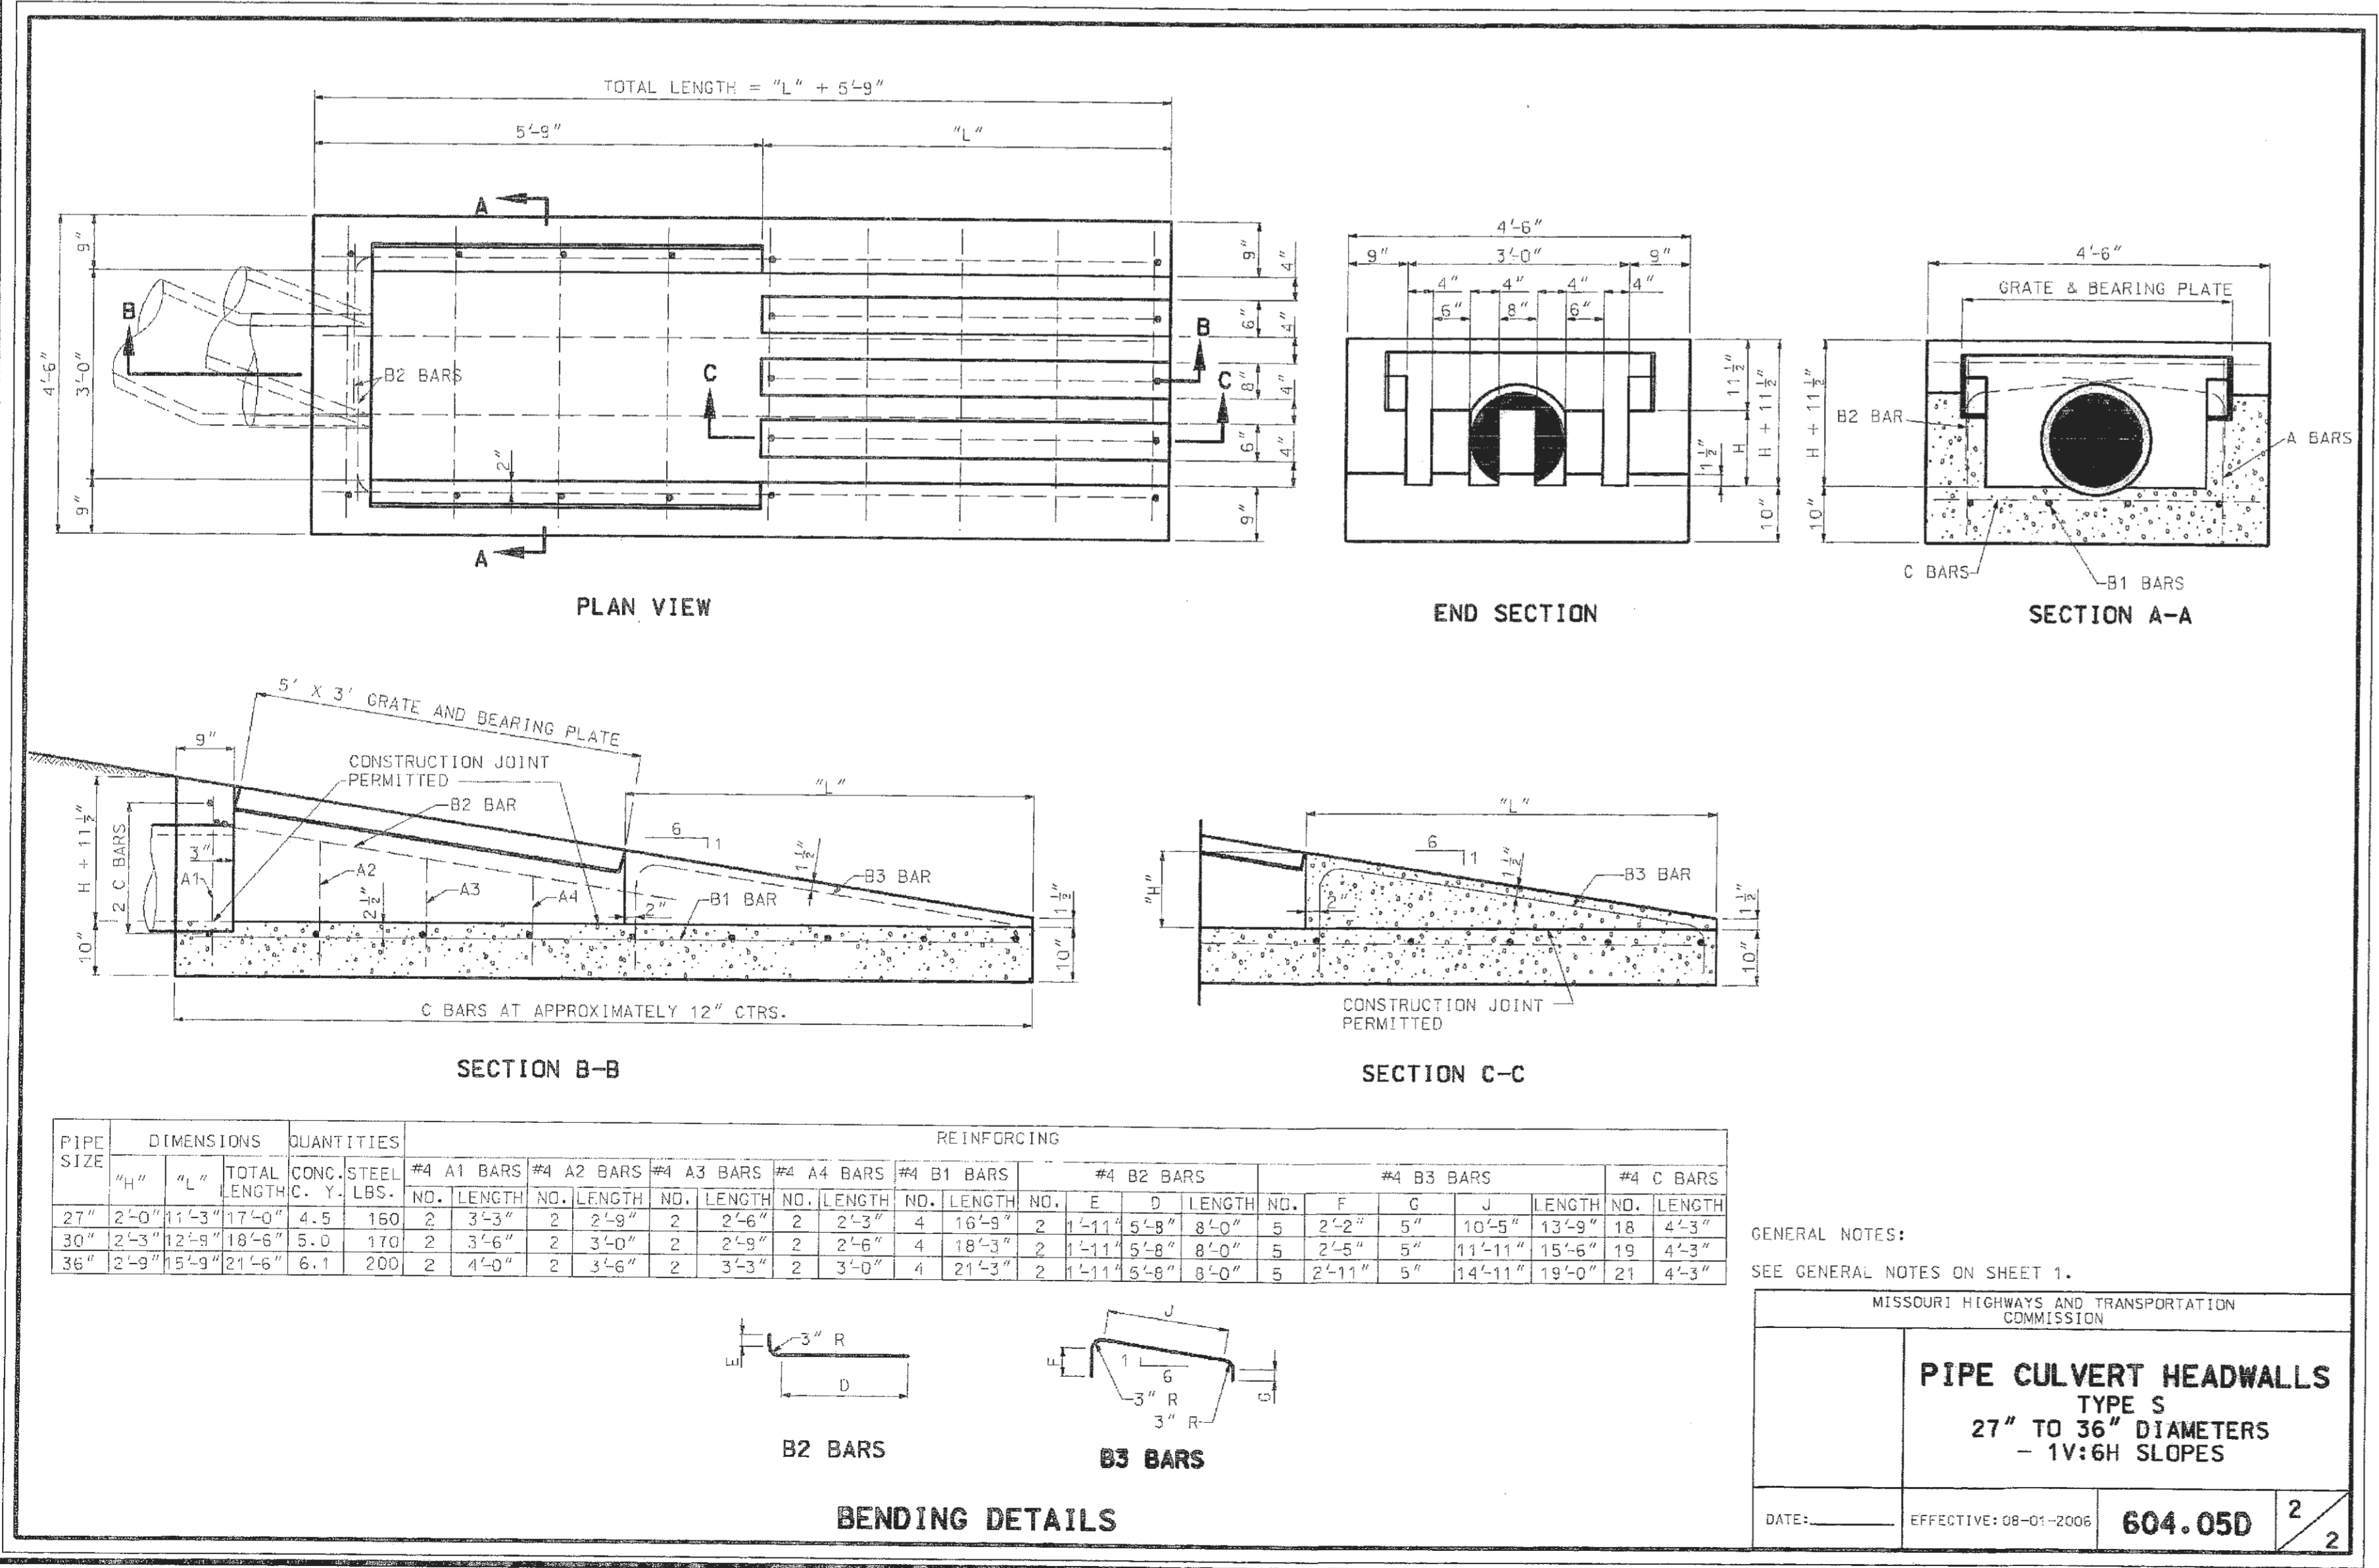 TOTAL LENGTH = "L" + 5'-9"
5'-9"
"L"
A
9"
4'-6"
3'-0"
9"
B
B2 BARS
2"
C
B
C
9"
4"
6"
4"
8"
4"
6"
4"
9"
A
PLAN VIEW
4'-6"
9"
3'-0"
9"
4"
4"
4"
4"
6"
8"
6"
11 1/2"
H
1 1/2"
H + 11 1/2"
10"
END SECTION
4'-6"
GRATE & BEARING PLATE
H + 11 1/2"
10"
B2 BAR
A BARS
C BARS
B1 BARS
SECTION A-A
5' X 3' GRATE AND BEARING PLATE
9"
CONSTRUCTION JOINT
PERMITTED
B2 BAR
"L"
6
1
1 1/2"
B3 BAR
H + 11 1/2"
2 C BARS
3"
A1
A2
A3
A4
2 1/2"
2"
B1 BAR
1 1/2"
10"
10"
C BARS AT APPROXIMATELY 12" CTRS.
SECTION B-B
"L"
6
1
1 1/2"
B3 BAR
"H"
2"
1 1/2"
10"
CONSTRUCTION JOINT
PERMITTED
SECTION C-C
PIPE SIZE DIMENSIONS QUANTITIES REINFORCING
"H" "L" TOTAL LENGTH CONC. C. Y. STEEL LBS. #4 A1 BARS #4 A2 BARS #4 A3 BARS #4 A4 BARS #4 B1 BARS #4 B2 BARS #4 B3 BARS #4 C BARS
NO. LENGTH NO. LENGTH NO. LENGTH NO. LENGTH NO. LENGTH NO. E D LENGTH NO. F G J LENGTH NO. LENGTH
27" 2'-0" 11'-3" 17'-0" 4.5 160 2 3'-3" 2 2'-9" 2 2'-6" 2 2'-3" 4 16'-9" 2 1'-11" 5'-8" 8'-0" 5 2'-2" 5" 10'-5" 13'-9" 18 4'-3"
30" 2'-3" 12'-9" 18'-6" 5.0 170 2 3'-6" 2 3'-0" 2 2'-9" 2 2'-6" 4 18'-3" 2 1'-11" 5'-8" 8'-0" 5 2'-5" 5" 11'-11" 15'-6" 19 4'-3"
36" 2'-9" 15'-9" 21'-6" 6.1 200 2 4'-0" 2 3'-6" 2 3'-3" 2 3'-0" 4 21'-3" 2 1'-11" 5'-8" 8'-0" 5 2'-11" 5" 14'-11" 19'-0" 21 4'-3"
GENERAL NOTES:
SEE GENERAL NOTES ON SHEET 1.
E
3" R
D
B2 BARS
J
F
1
6
3" R
3" R
G
B3 BARS
BENDING DETAILS
MISSOURI HIGHWAYS AND TRANSPORTATION
COMMISSION
PIPE CULVERT HEADWALLS
TYPE S
27" TO 36" DIAMETERS
- 1V:6H SLOPES
DATE:
EFFECTIVE: 08-01-2006
604.05D
2/2